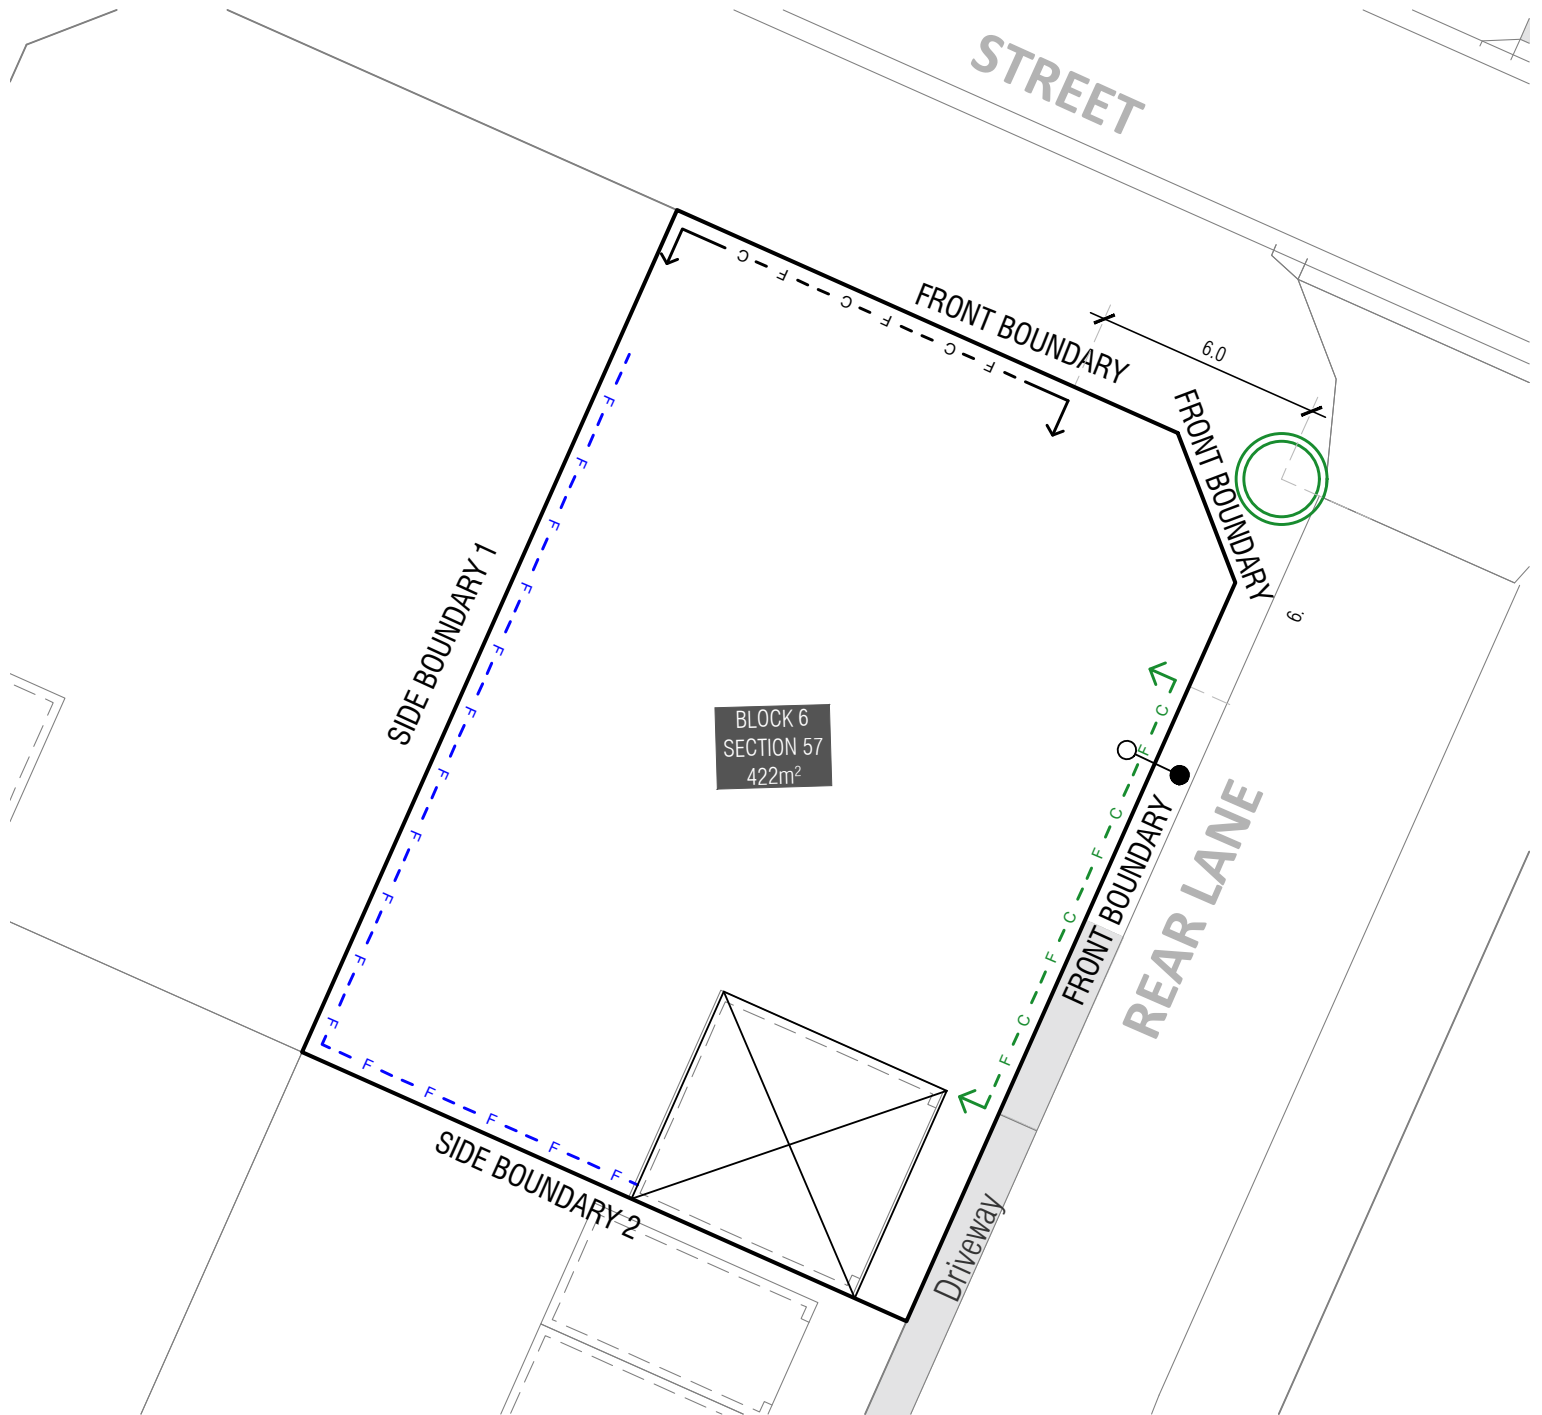 STREET
FRONT BOUNDARY
6.0
FRONT BOUNDARY
C F C F C F
F F F F F F F F F F F
SIDE BOUNDARY 1
6.
BLOCK 6
SECTION 57
422m²
C F C F C F C F
FRONT BOUNDARY
REAR LANE
F F F F F
SIDE BOUNDARY 2
Driveway